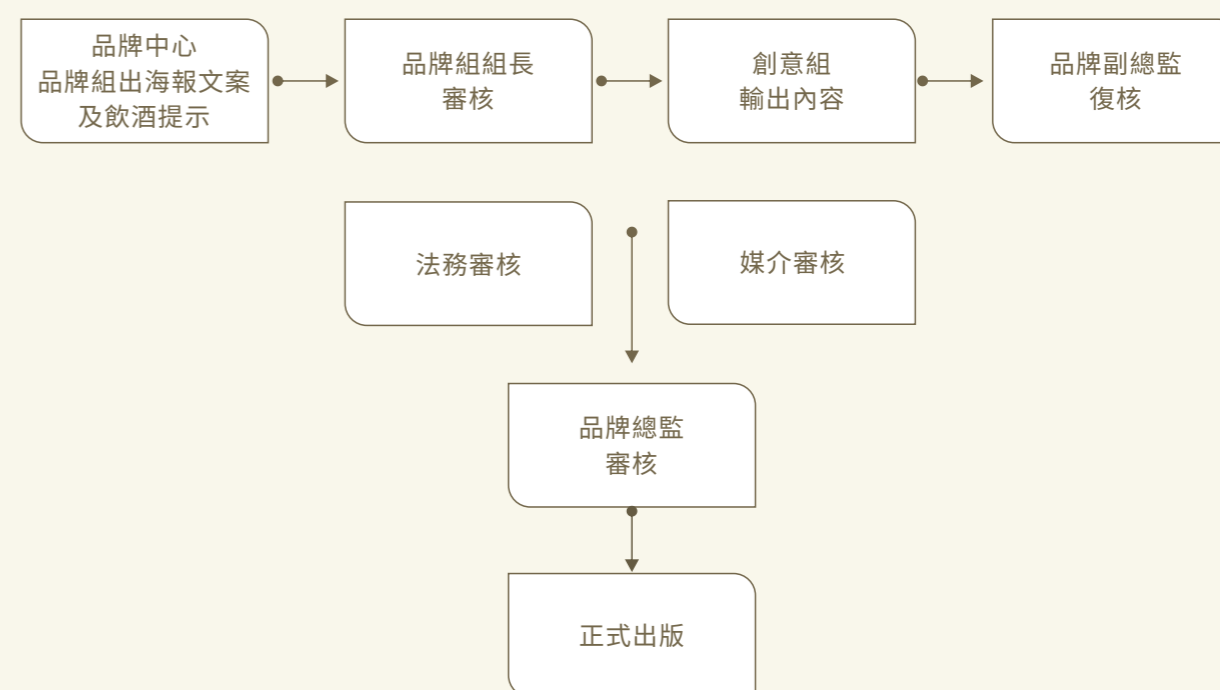 品牌中心
品牌組出海報文案
及飲酒提示
品牌組組長
審核
創意組
輸出內容
品牌副總監
復核
法務審核
媒介審核
品牌總監
審核
正式出版